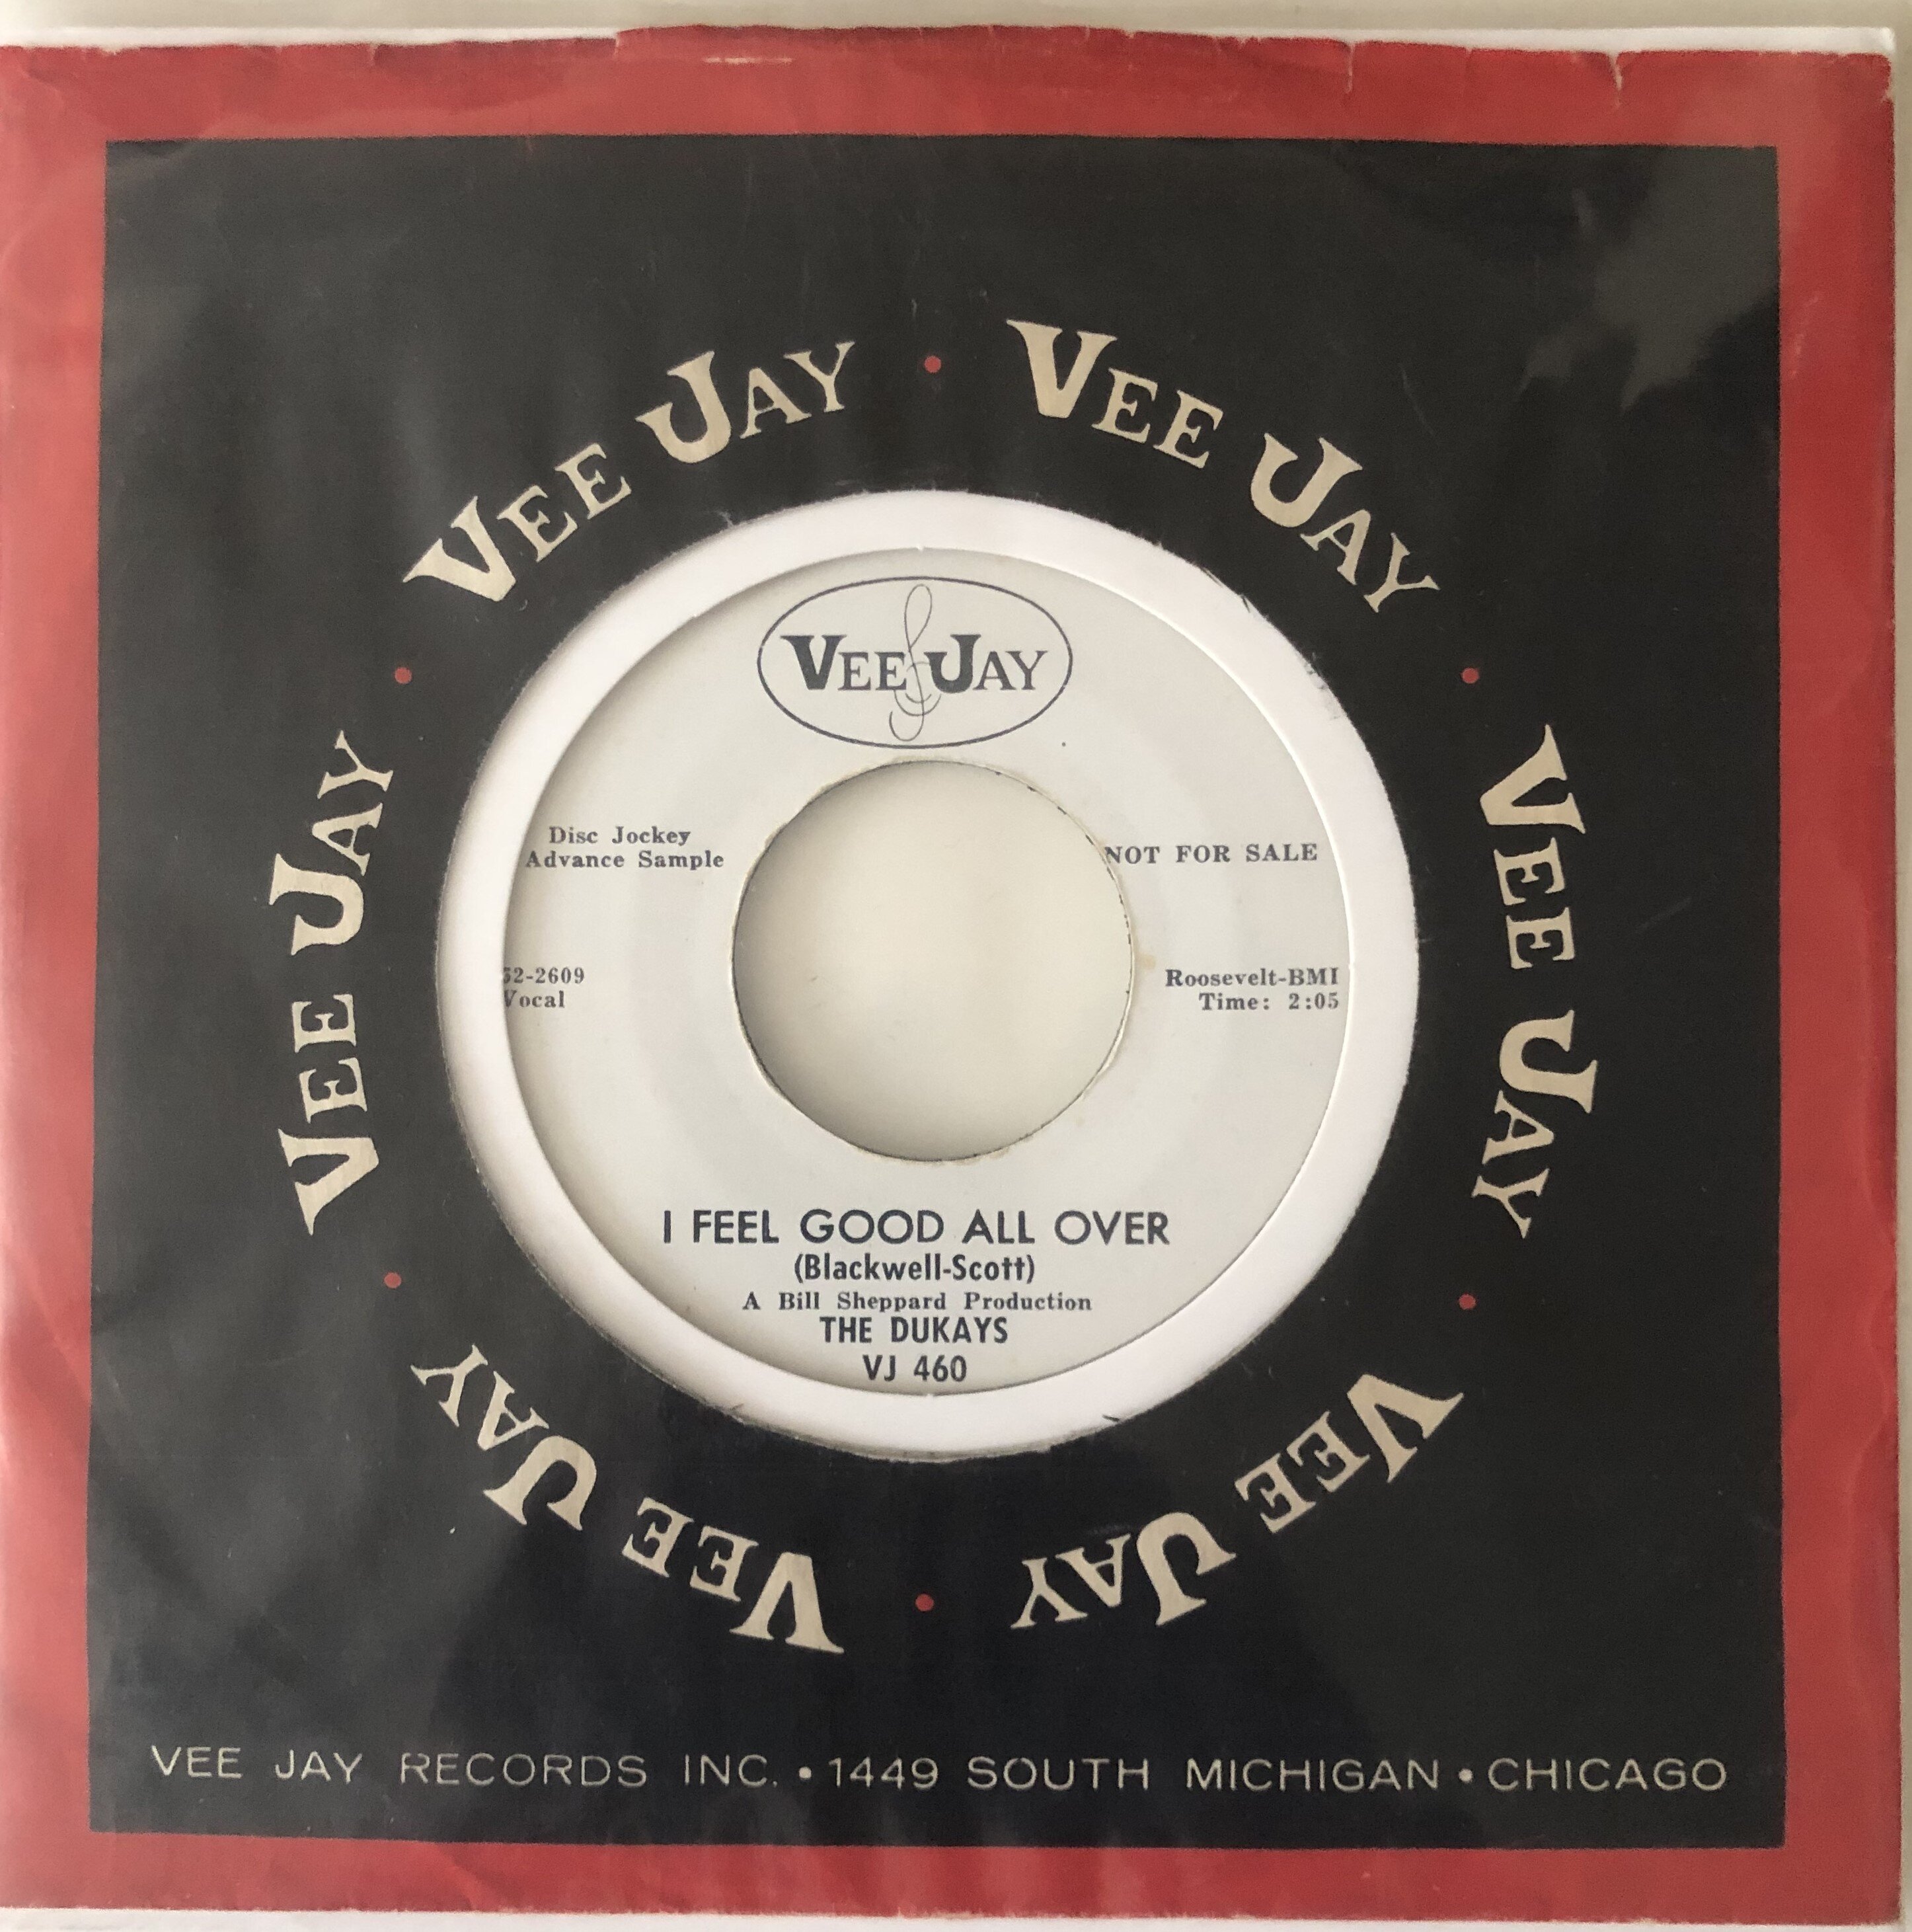 VEE JAY • VEE JAY • VEE JAY • VEE JAY • VEE JAY • VEE JAY •
VEE JAY
Disc Jockey
Advance Sample
NOT FOR SALE
52-2609
Vocal
Roosevelt-BMI
Time: 2:05
I FEEL GOOD ALL OVER
(Blackwell-Scott)
A Bill Sheppard Production
THE DUKAYS
VJ 460
VEE JAY RECORDS INC. • 1449 SOUTH MICHIGAN • CHICAGO